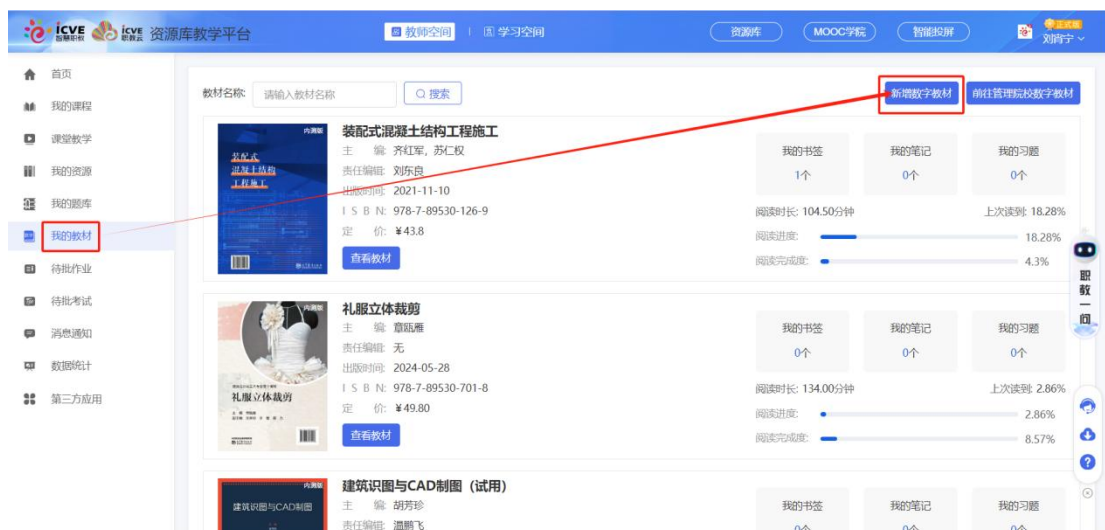 icve 智慧职教 icve 职教云 资源库教学平台
教师空间
学习空间
资源库
MOOC学院
智能投屏
正式版
刘尚宁
首页
我的课程
课堂教学
我的资源
我的题库
我的教材
待批作业
待批考试
消息通知
数据统计
第三方应用
教材名称:
请输入教材名称
搜索
新增数字教材
前往管理院校数字教材
内测版
装配式
混凝土结构
工程施工
装配式混凝土结构工程施工
主 编: 齐红军,苏仁权
责任编辑: 刘东良
出版时间: 2021-11-10
I S B N: 978-7-89530-126-9
定 价: ¥43.8
查看教材
我的书签
1个
我的笔记
0个
我的习题
0个
阅读时长: 104.50分钟
上次读到: 18.28%
阅读进度:
18.28%
阅读完成度:
4.3%
内测版
礼服立体裁剪
礼服立体裁剪
主 编: 章瓯雁
责任编辑: 无
出版时间: 2024-05-28
I S B N: 978-7-89530-701-8
定 价: ¥49.80
查看教材
我的书签
0个
我的笔记
0个
我的习题
0个
阅读时长: 134.00分钟
上次读到: 2.86%
阅读进度:
2.86%
阅读完成度:
8.57%
内测版
建筑识图与CAD制图
建筑识图与CAD制图(试用)
主 编: 胡芳珍
责任编辑: 温鹏飞
我的书签
0个
我的笔记
0个
我的习题
0个
职教一问